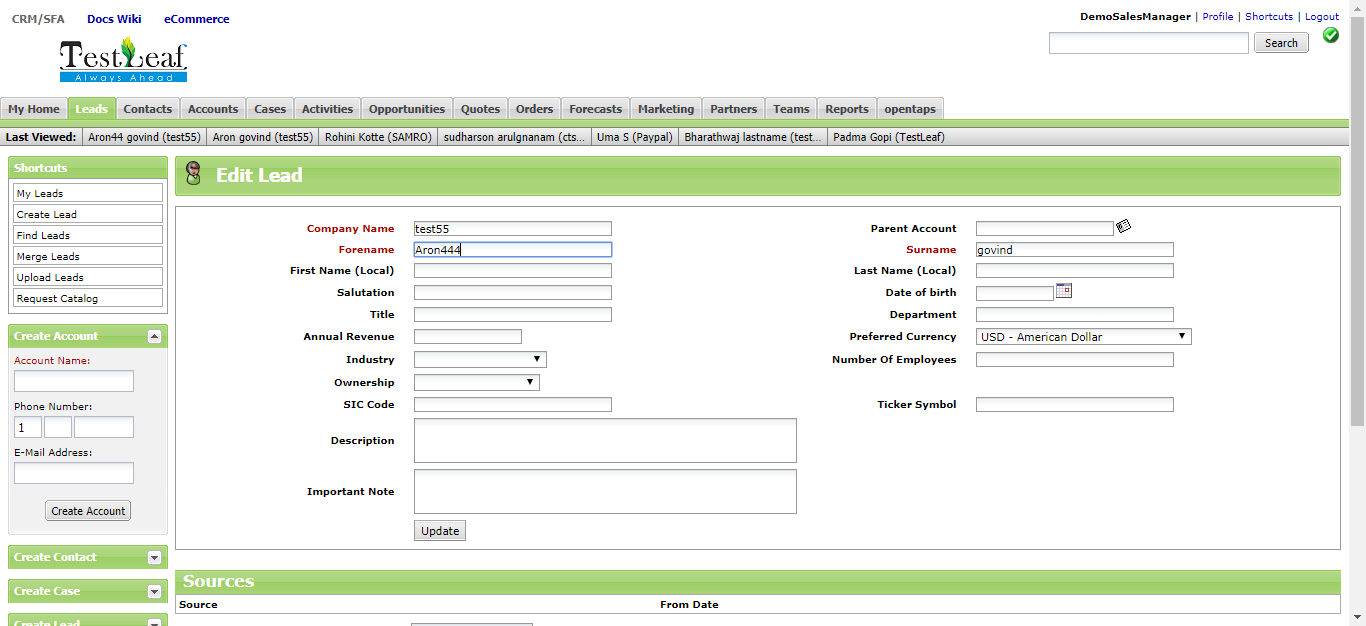 CRM/SFA Docs Wiki eCommerce
DemoSalesManager | Profile | Shortcuts | Logout
TestLeaf
Always Ahead
Search
My Home Leads Contacts Accounts Cases Activities Opportunities Quotes Orders Forecasts Marketing Partners Teams Reports opentaps
Last Viewed: Aron44 govind (test55) Aron govind (test55) Rohini Kotte (SAMRO) sudharson arulgnanam (cts... Uma S (Paypal) Bharathwaj lastname (test... Padma Gopi (TestLeaf)
Shortcuts
My Leads
Create Lead
Find Leads
Merge Leads
Upload Leads
Request Catalog
Create Account
Account Name:
Phone Number:
1
E-Mail Address:
Create Account
Create Contact
Create Case
Create Lead
Edit Lead
Company Name test55 Parent Account
Forename Aron444 Surname govind
First Name (Local) Last Name (Local)
Salutation Date of birth
Title Department
Annual Revenue Preferred Currency USD - American Dollar
Industry Number Of Employees
Ownership
SIC Code Ticker Symbol
Description
Important Note
Update
Sources
Source From Date